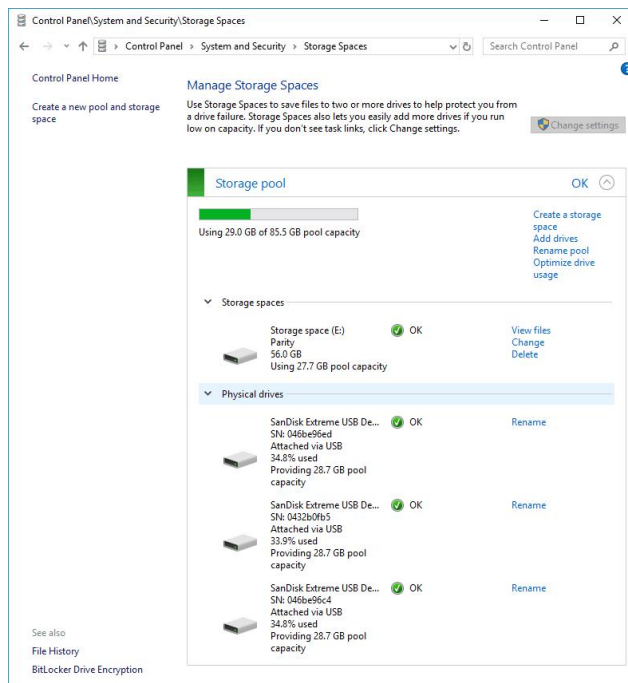 Control Panel\System and Security\Storage Spaces
Control Panel > System and Security > Storage Spaces
Search Control Panel
Control Panel Home
Create a new pool and storage
space
Manage Storage Spaces
Use Storage Spaces to save files to two or more drives to help protect you from
a drive failure. Storage Spaces also lets you easily add more drives if you run
low on capacity. If you don't see task links, click Change settings.
Change settings
Storage pool
OK
Using 29.0 GB of 85.5 GB pool capacity
Create a storage
space
Add drives
Rename pool
Optimize drive
usage
Storage spaces
Storage space (E:)
OK
View files
Parity
Change
56.0 GB
Delete
Using 27.7 GB pool capacity
Physical drives
SanDisk Extreme USB De...
OK
Rename
SN: 046be96ed
Attached via USB
34.8% used
Providing 28.7 GB pool
capacity
SanDisk Extreme USB De...
OK
Rename
SN: 0432b0fb5
Attached via USB
33.9% used
Providing 28.7 GB pool
capacity
SanDisk Extreme USB De...
OK
Rename
SN: 046be96c4
Attached via USB
34.8% used
Providing 28.7 GB pool
capacity
See also
File History
BitLocker Drive Encryption